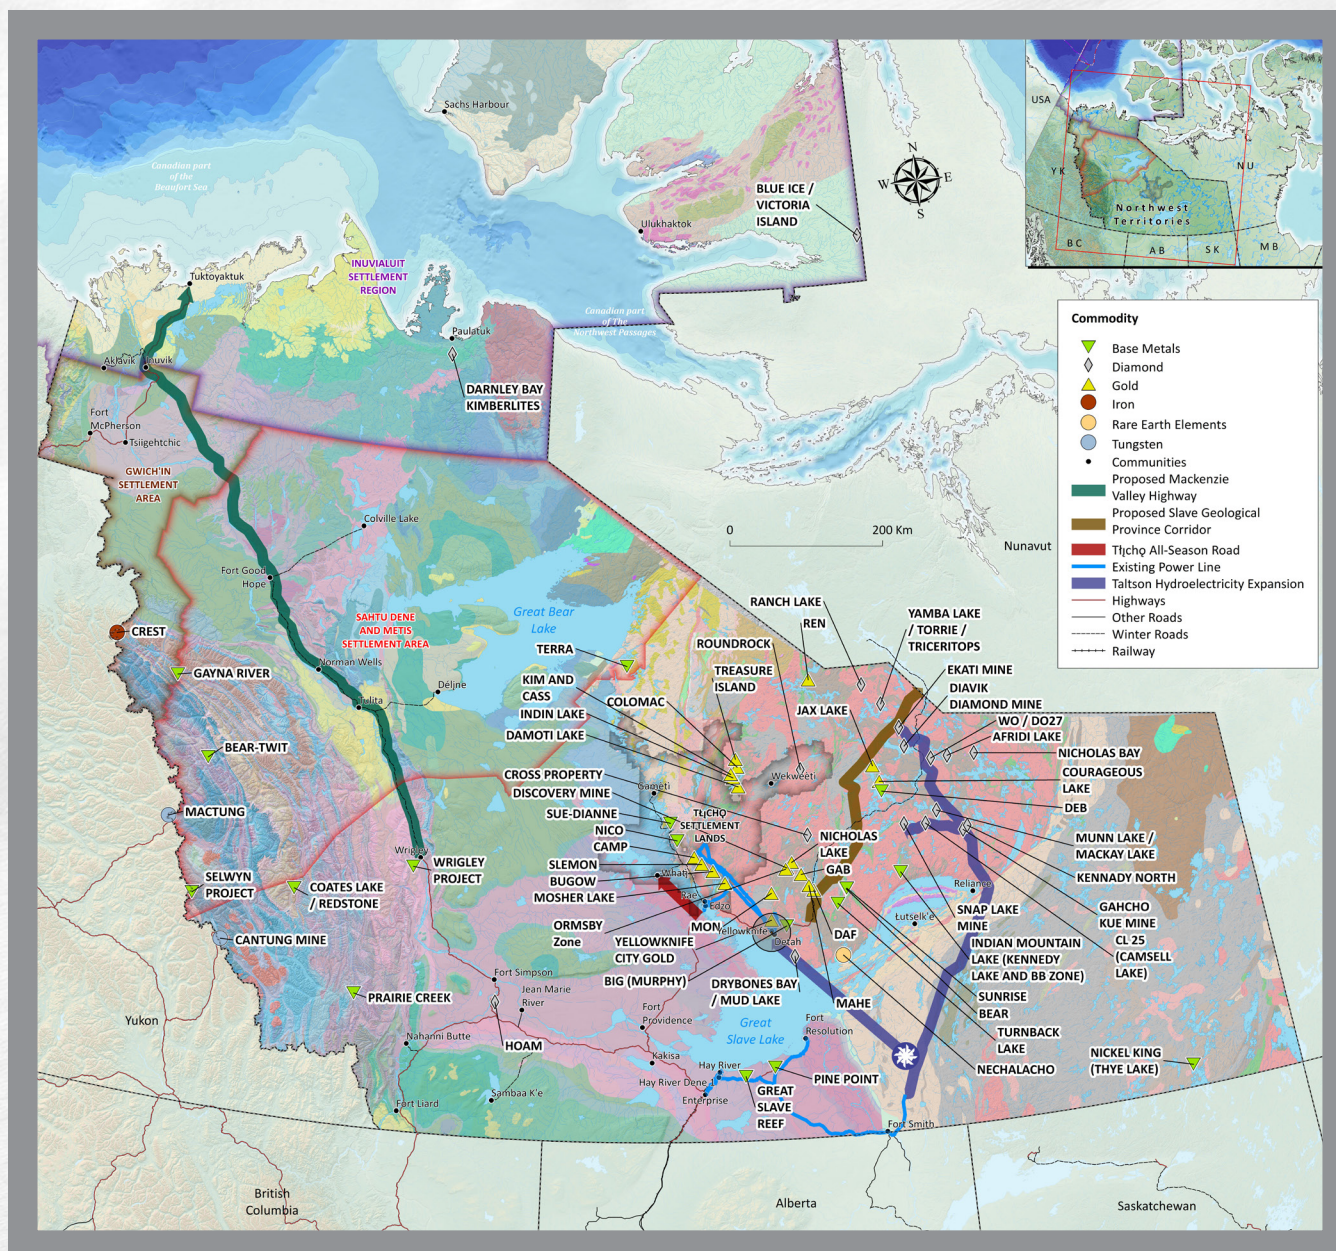 Sachs Harbour
Canadian part
of the
Beaufort Sea
Ulukhaktok
BLUE ICE /
VICTORIA
ISLAND
N
W
E
S
USA
YK
NU
Northwest
Territories
BC
AB
SK
MB
Tuktoyaktuk
INUVIALUIT
SETTLEMENT
REGION
Canadian part
of The
Northwest Passages
Paulatuk
Aklavik
Inuvik
DARNLEY BAY
KIMBERLITES
Fort
McPherson
Tsiigehtchic
GWICH'IN
SETTLEMENT
AREA
Commodity
Base Metals
Diamond
Gold
Iron
Rare Earth Elements
Tungsten
Communities
Proposed Mackenzie
Valley Highway
Proposed Slave Geological
Province Corridor
Tłı̨chǫ All-Season Road
Existing Power Line
Taltson Hydroelectricity Expansion
Highways
Other Roads
Winter Roads
Railway
Colville Lake
0
200 Km
Nunavut
Fort Good
Hope
Great Bear
Lake
SAHTU DENE
AND METIS
SETTLEMENT AREA
CREST
GAYNA RIVER
Norman Wells
Déljne
Tulita
BEAR-TWIT
MACTUNG
RANCH LAKE
REN
YAMBA LAKE
/ TORRIE /
TRICERITOPS
ROUNDROCK
TERRA
KIM AND
CASS
TREASURE
ISLAND
EKATI MINE
DIAVIK
DIAMOND MINE
COLOMAC
INDIN LAKE
JAX LAKE
WO / DO27
AFRIDI LAKE
DAMOTI LAKE
NICHOLAS BAY
CROSS PROPERTY
Wekweeti
COURAGEOUS
LAKE
DISCOVERY MINE
Gameti
DEB
SUE-DIANNE
TŁĮCHǪ
SETTLEMENT
LANDS
NICO
CAMP
NICHOLAS
LAKE
MUNN LAKE /
MACKAY LAKE
Wrigley
WRIGLEY
PROJECT
SLEMON
GAB
KENNADY NORTH
BUGOW
Whatì
SELWYN
PROJECT
COATES LAKE
/ REDSTONE
MOSHER LAKE
Rae
Edzo
Reliance
GAHCHO
KUE MINE
SNAP LAKE
MINE
Łutselk'e
ORMSBY
Zone
MON
Yellowknife
Detah
DAF
CANTUNG MINE
YELLOWKNIFE
CITY GOLD
INDIAN MOUNTAIN
LAKE (KENNEDY
LAKE AND BB ZONE)
CL 25
(CAMSELL
LAKE)
BIG (MURPHY)
DRYBONES BAY
/ MUD LAKE
MAHE
SUNRISE
BEAR
Fort Simpson
Jean Marie
River
PRAIRIE CREEK
Fort
Providence
Great
Slave Lake
Fort
Resolution
TURNBACK
LAKE
Yukon
Nahanni Butte
HOAM
Kakisa
NECHALACHO
NICKEL KING
(THYE LAKE)
Hay River
Hay River Dene 1
PINE POINT
Enterprise
GREAT
SLAVE
REEF
Sambaa K'e
Fort Liard
Fort Smith
British
Columbia
Alberta
Saskatchewan